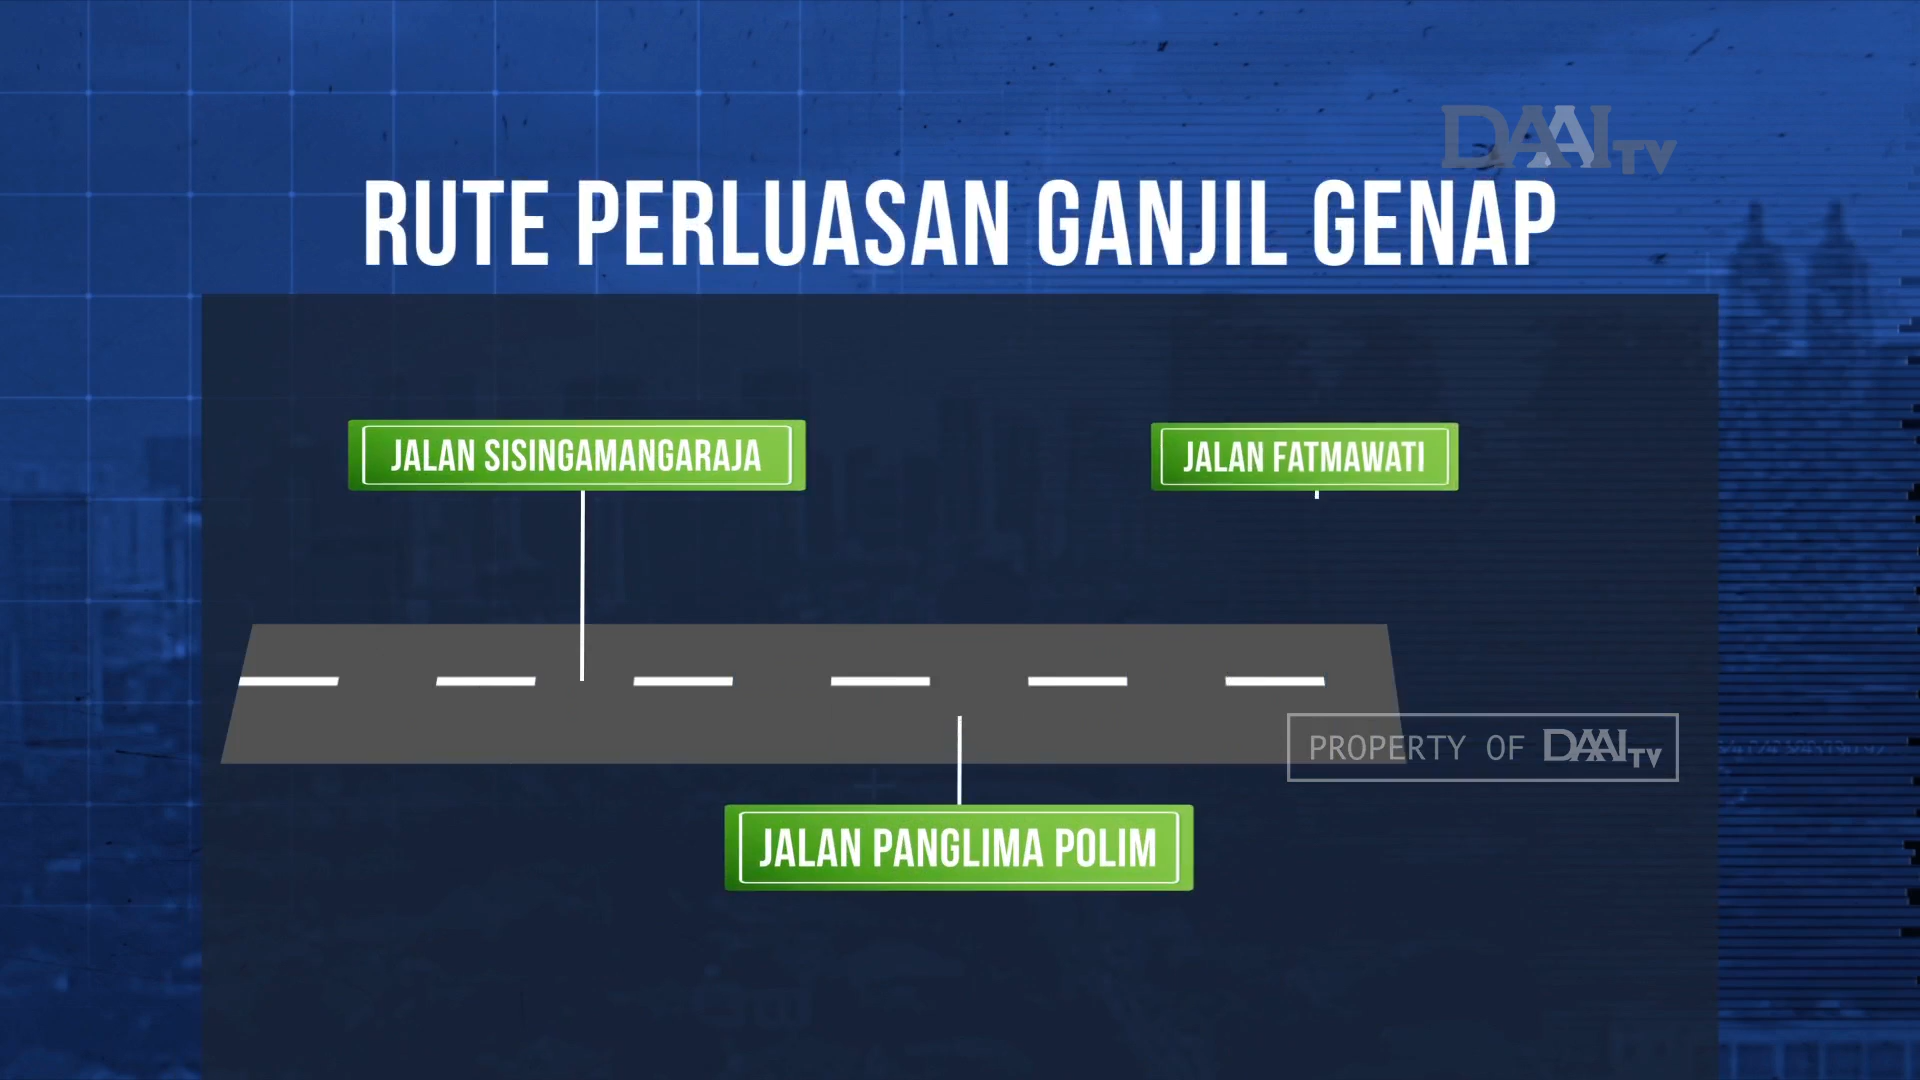 DAAI TV
RUTE PERLUASAN GANJIL GENAP
JALAN SISINGAMANGARAJA
JALAN FATMAWATI
PROPERTY OF DAAI TV
JALAN PANGLIMA POLIM